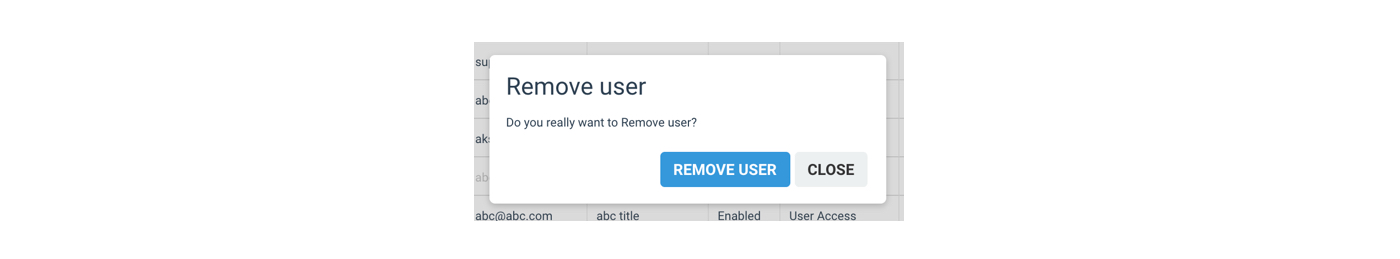 su
Remove user
ab
Do you really want to Remove user?
aks
ab
REMOVE USER CLOSE
abc@abc.com abc title Enabled User Access